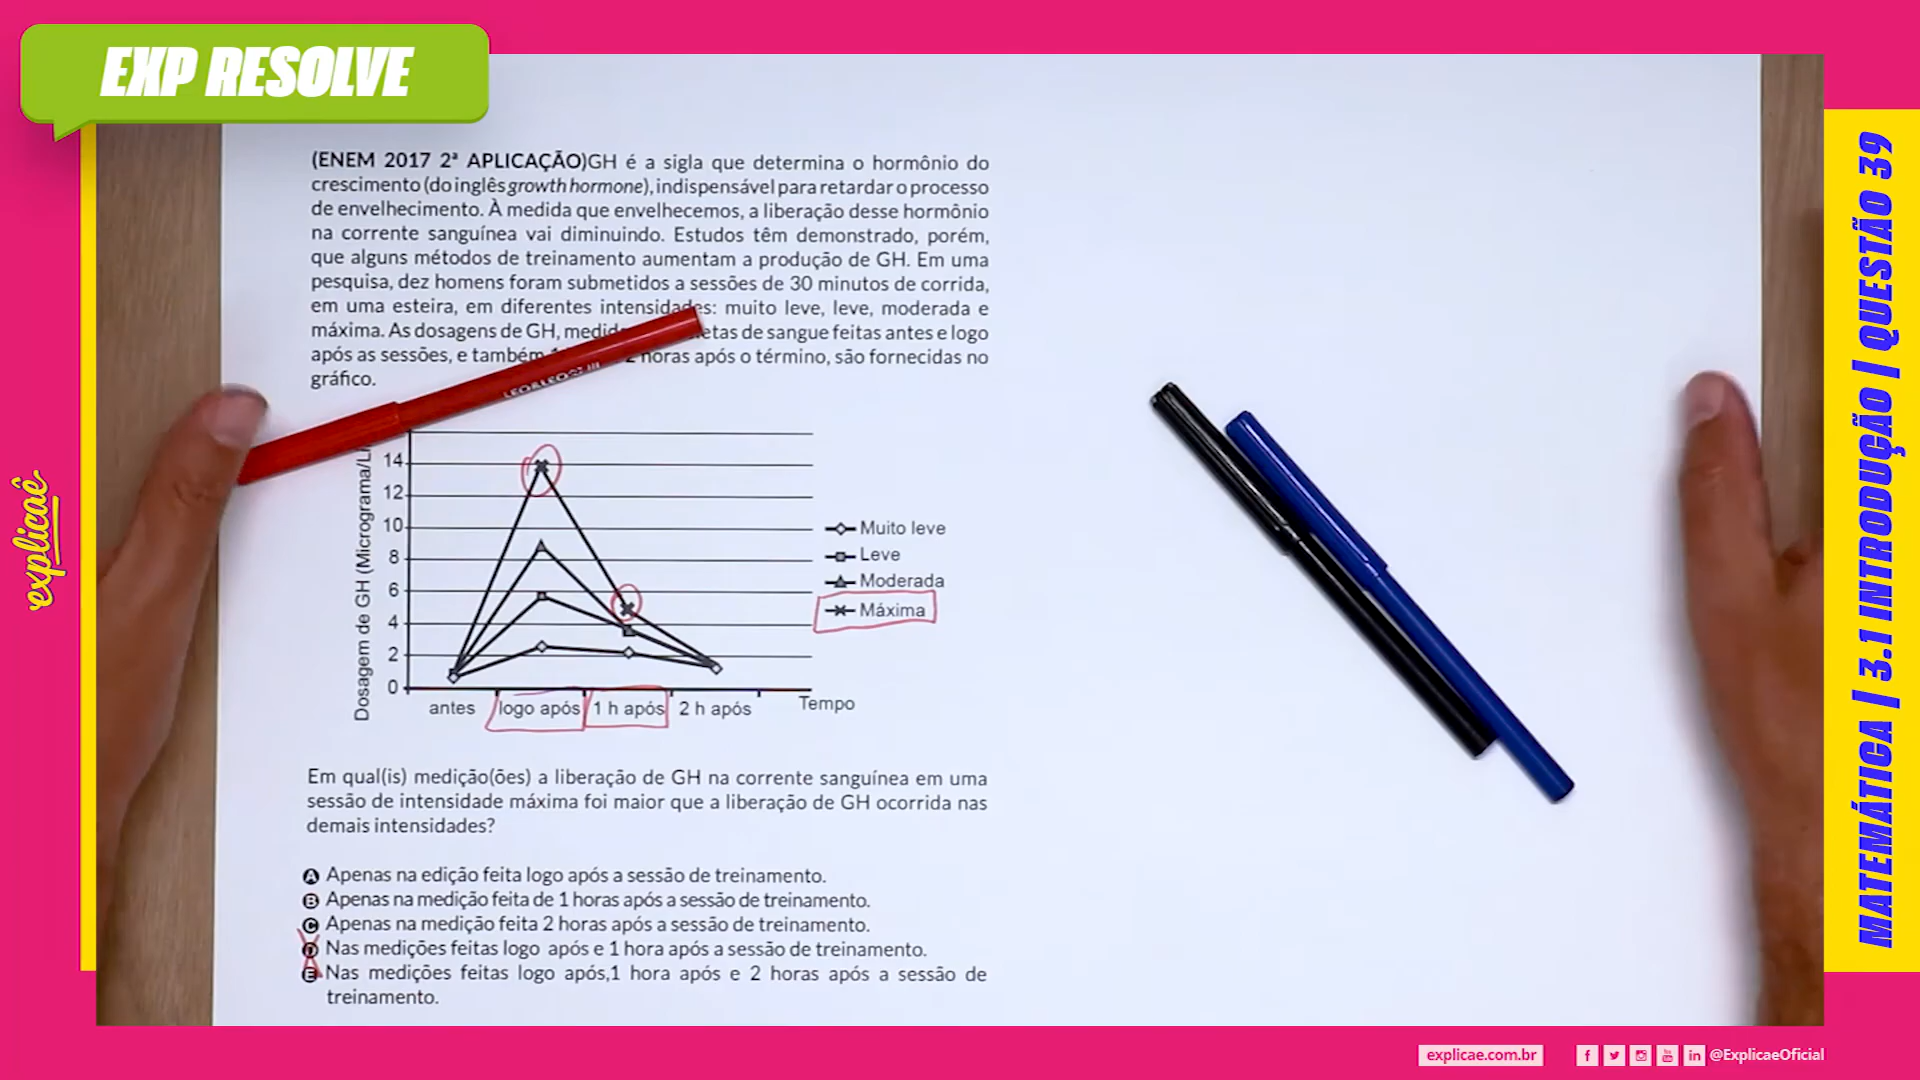 EXP RESOLVE
(ENEM 2017 2ª APLICAÇÃO)GH é a sigla que determina o hormônio do
crescimento (do inglês growth hormone), indispensável para retardar o processo
de envelhecimento. À medida que envelhecemos, a liberação desse hormônio
na corrente sanguínea vai diminuindo. Estudos têm demonstrado, porém,
que alguns métodos de treinamento aumentam a produção de GH. Em uma
pesquisa, dez homens foram submetidos a sessões de 30 minutos de corrida,
em uma esteira, em diferentes intensidades: muito leve, leve, moderada e
máxima. As dosagens de GH, medid etas de sangue feitas antes e logo
após as sessões, e também 2 horas após o término, são fornecidas no
gráfico.
LEO&LEO
Dosagem de GH (Micrograma/Li
14
12
10
8
6
4
2
0
antes logo após 1 h após 2 h após Tempo
Muito leve
Leve
Moderada
Máxima
Em qual(is) medição(ões) a liberação de GH na corrente sanguínea em uma
sessão de intensidade máxima foi maior que a liberação de GH ocorrida nas
demais intensidades?
A Apenas na edição feita logo após a sessão de treinamento.
B Apenas na medição feita de 1 horas após a sessão de treinamento.
C Apenas na medição feita 2 horas após a sessão de treinamento.
D Nas medições feitas logo após e 1 hora após a sessão de treinamento.
E Nas medições feitas logo após,1 hora após e 2 horas após a sessão de
treinamento.
explicaê
MATEMÁTICA | 3.1 INTRODUÇÃO | QUESTÃO 39
explicae.com.br
@ExplicaeOficial